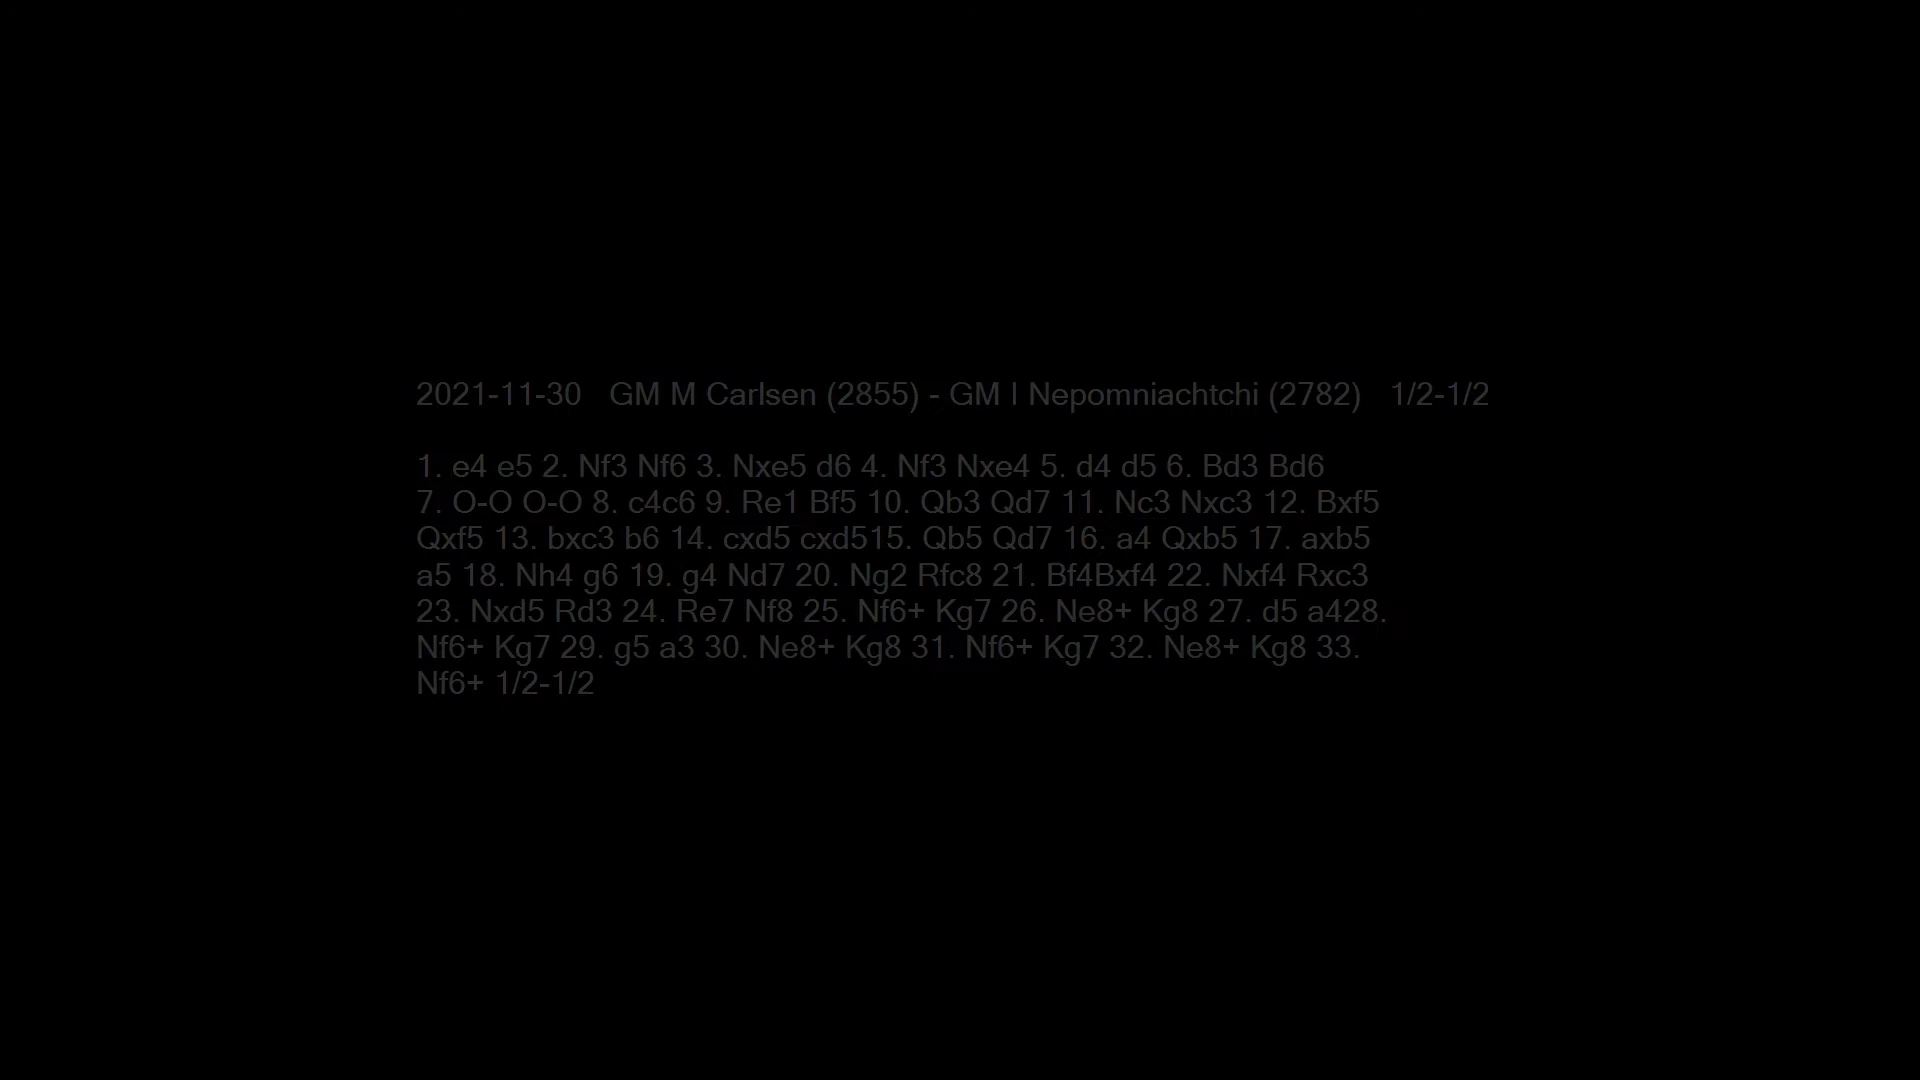 2021-11-30 GM M Carlsen (2855) - GM I Nepomniachtchi (2782) 1/2-1/2
1. e4 e5 2. Nf3 Nf6 3. Nxe5 d6 4. Nf3 Nxe4 5. d4 d5 6. Bd3 Bd6
7. O-O O-O 8. c4c6 9. Re1 Bf5 10. Qb3 Qd7 11. Nc3 Nxc3 12. Bxf5
Qxf5 13. bxc3 b6 14. cxd5 cxd515. Qb5 Qd7 16. a4 Qxb5 17. axb5
a5 18. Nh4 g6 19. g4 Nd7 20. Ng2 Rfc8 21. Bf4Bxf4 22. Nxf4 Rxc3
23. Nxd5 Rd3 24. Re7 Nf8 25. Nf6+ Kg7 26. Ne8+ Kg8 27. d5 a428.
Nf6+ Kg7 29. g5 a3 30. Ne8+ Kg8 31. Nf6+ Kg7 32. Ne8+ Kg8 33.
Nf6+ 1/2-1/2